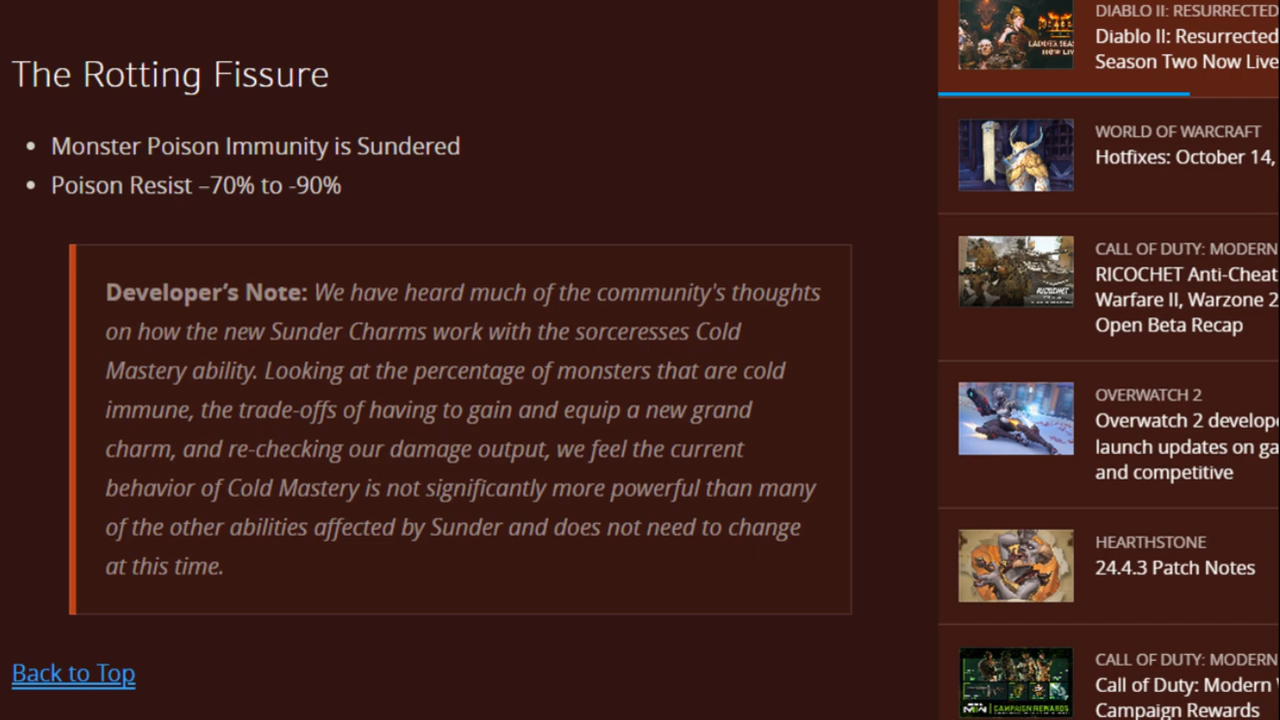 The Rotting Fissure
• Monster Poison Immunity is Sundered
• Poison Resist –70% to -90%
Developer’s Note: We have heard much of the community's thoughts
on how the new Sunder Charms work with the sorceresses Cold
Mastery ability. Looking at the percentage of monsters that are cold
immune, the trade-offs of having to gain and equip a new grand
charm, and re-checking our damage output, we feel the current
behavior of Cold Mastery is not significantly more powerful than many
of the other abilities affected by Sunder and does not need to change
at this time.
Back to Top
DIABLO II: RESURRECTED
Diablo II: Resurrected
Season Two Now Live
WORLD OF WARCRAFT
Hotfixes: October 14,
CALL OF DUTY: MODERN
RICOCHET Anti-Cheat
Warfare II, Warzone 2
Open Beta Recap
RICOCHET
OVERWATCH 2
Overwatch 2 develope
launch updates on ga
and competitive
HEARTHSTONE
24.4.3 Patch Notes
CALL OF DUTY: MODERN
Call of Duty: Modern
Campaign Rewards
CAMPAIGN REWARDS